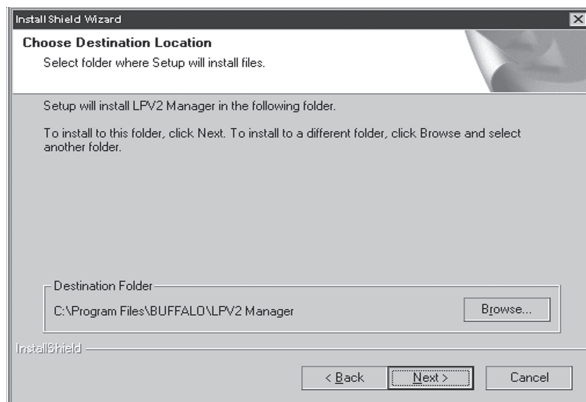 InstallShield Wizard
Choose Destination Location
Select folder where Setup will install files.
Setup will install LPV2 Manager in the following folder.
To install to this folder, click Next. To install to a different folder, click Browse and select
another folder.
Destination Folder
C:\Program Files\BUFFALO\LPV2 Manager
Browse...
InstallShield
< Back
Next >
Cancel